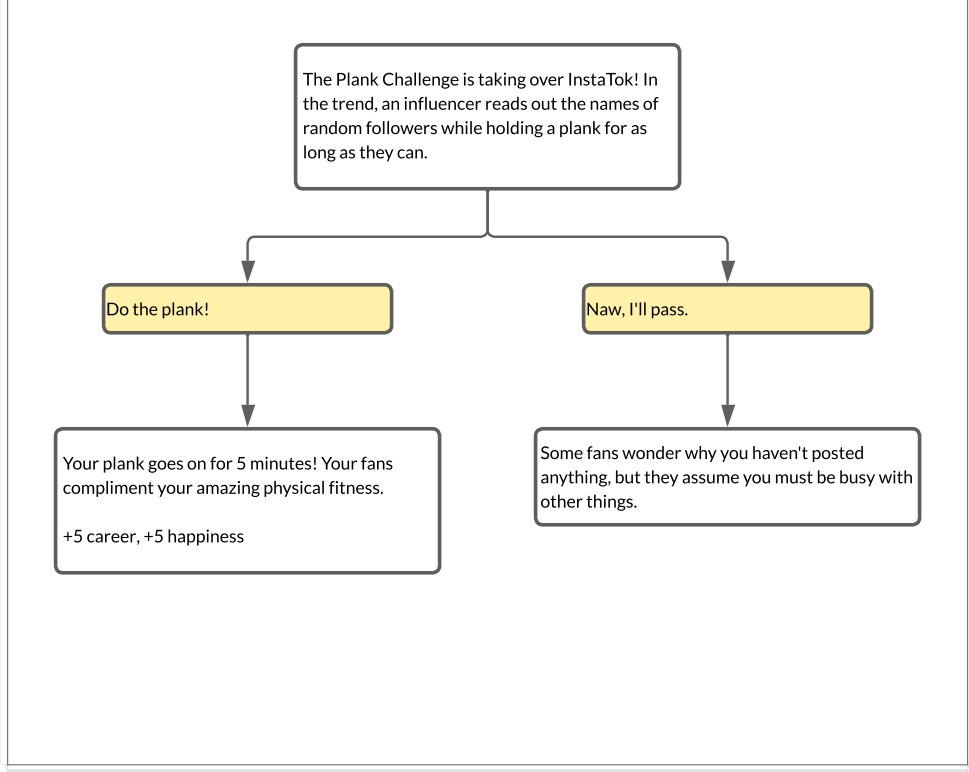 The Plank Challenge is taking over InstaTok! In
the trend, an influencer reads out the names of
random followers while holding a plank for as
long as they can.
Do the plank!
Naw, I'll pass.
Your plank goes on for 5 minutes! Your fans
compliment your amazing physical fitness.
+5 career, +5 happiness
Some fans wonder why you haven't posted
anything, but they assume you must be busy with
other things.